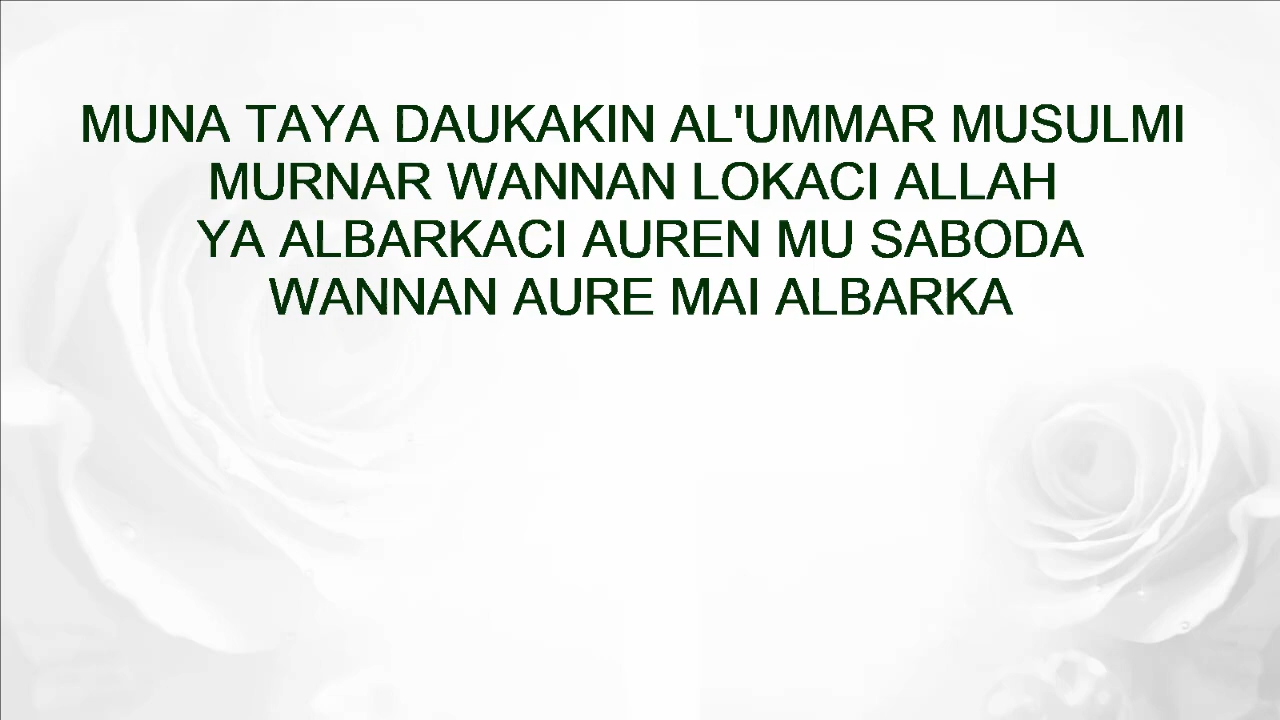 MUNA TAYA DAUKAKIN AL'UMMAR MUSULMI
MURNAR WANNAN LOKACI ALLAH
YA ALBARKACI AUREN MU SABODA
WANNAN AURE MAI ALBARKA